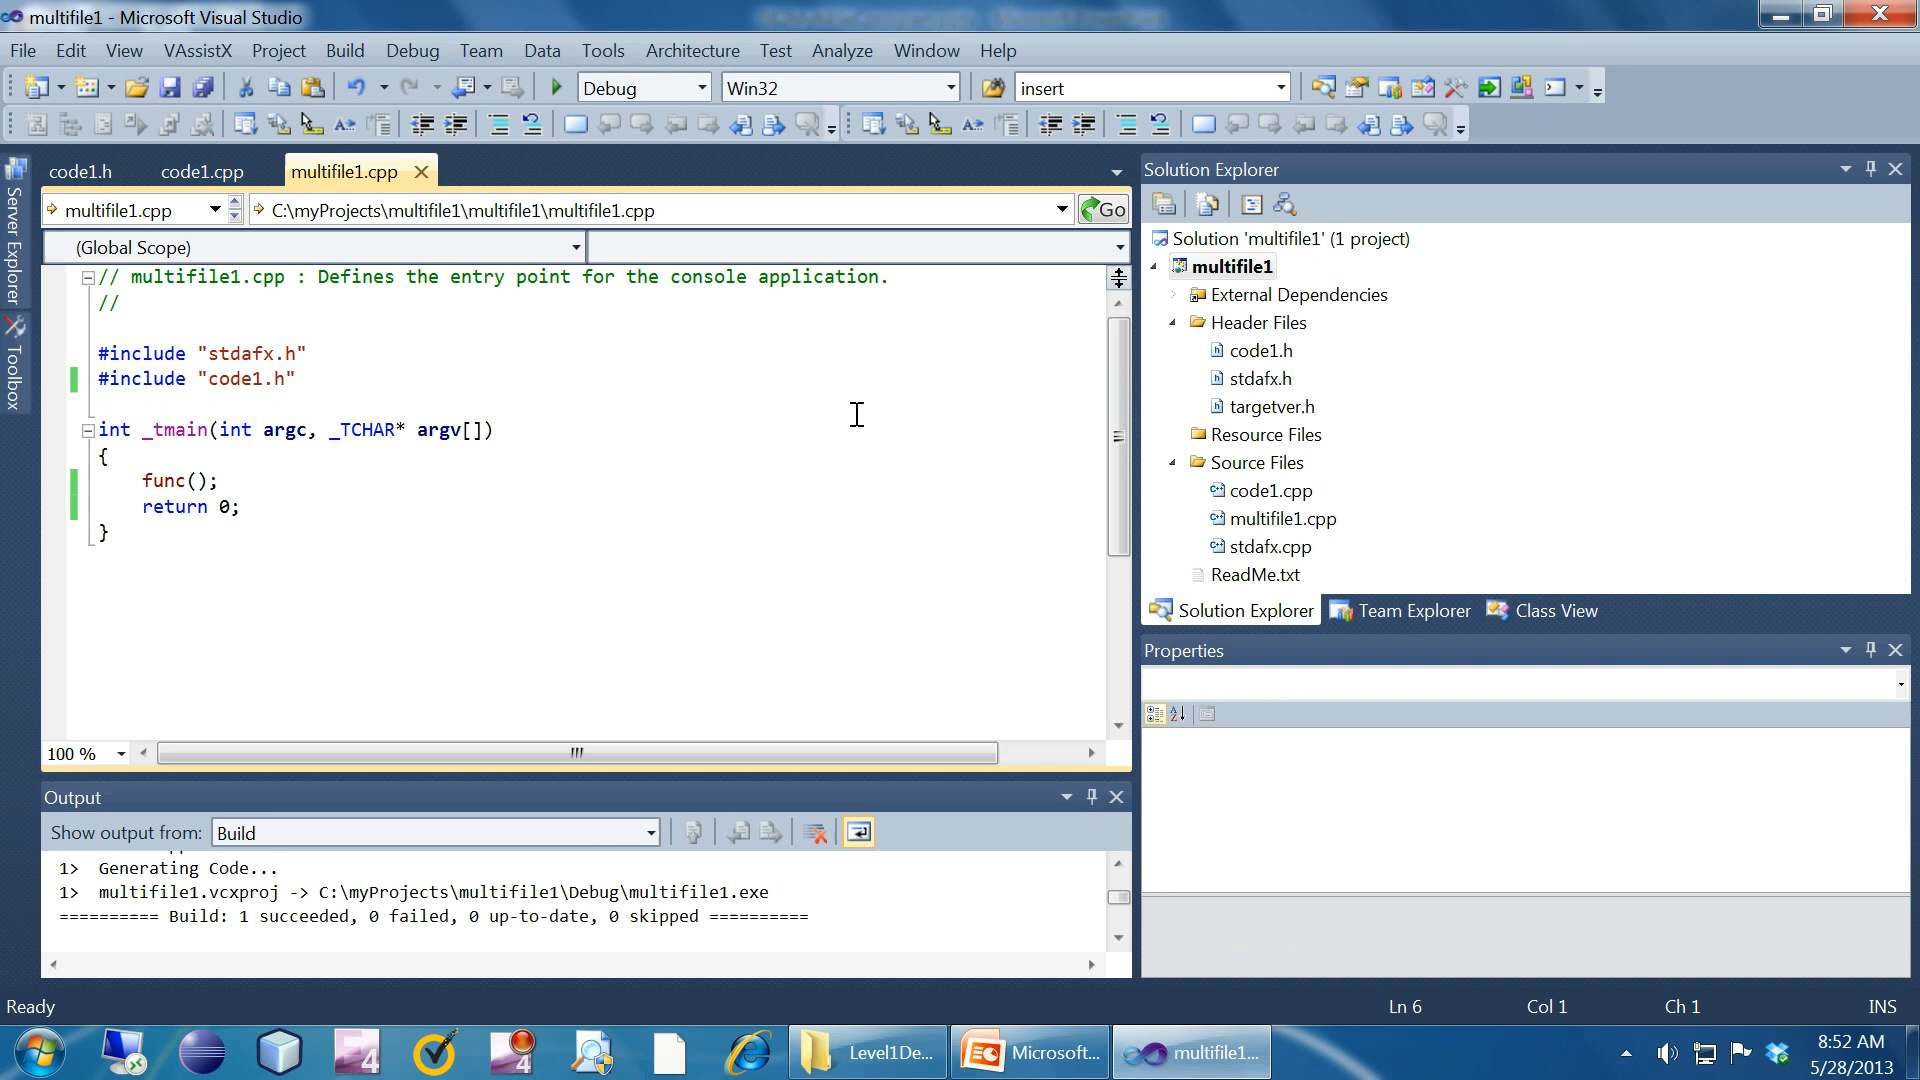 multifile1 - Microsoft Visual Studio
File Edit View VAssistX Project Build Debug Team Data Tools Architecture Test Analyze Window Help
Debug Win32 insert
Server Explorer
Toolbox
code1.h code1.cpp multifile1.cpp
multifile1.cpp C:\myProjects\multifile1\multifile1\multifile1.cpp Go
(Global Scope)
// multifile1.cpp : Defines the entry point for the console application.
//
#include "stdafx.h"
#include "code1.h"
int _tmain(int argc, _TCHAR* argv[])
{
func();
return 0;
}
100 %
Output
Show output from: Build
1> Generating Code...
1> multifile1.vcxproj -> C:\myProjects\multifile1\Debug\multifile1.exe
========== Build: 1 succeeded, 0 failed, 0 up-to-date, 0 skipped ==========
Solution Explorer
Solution 'multifile1' (1 project)
multifile1
External Dependencies
Header Files
code1.h
stdafx.h
targetver.h
Resource Files
Source Files
code1.cpp
multifile1.cpp
stdafx.cpp
ReadMe.txt
Solution Explorer Team Explorer Class View
Properties
Ready Ln 6 Col 1 Ch 1 INS
Level1De... Microsoft... multifile1...
8:52 AM
5/28/2013